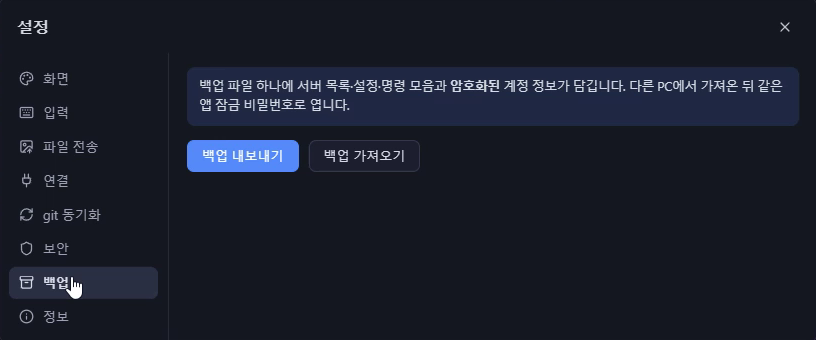 설정
화면
입력
파일 전송
연결
git 동기화
보안
백업
정보
백업 파일 하나에 서버 목록·설정·명령 모음과 암호화된 계정 정보가 담깁니다. 다른 PC에서 가져온 뒤 같은
앱 잠금 비밀번호로 엽니다.
백업 내보내기
백업 가져오기